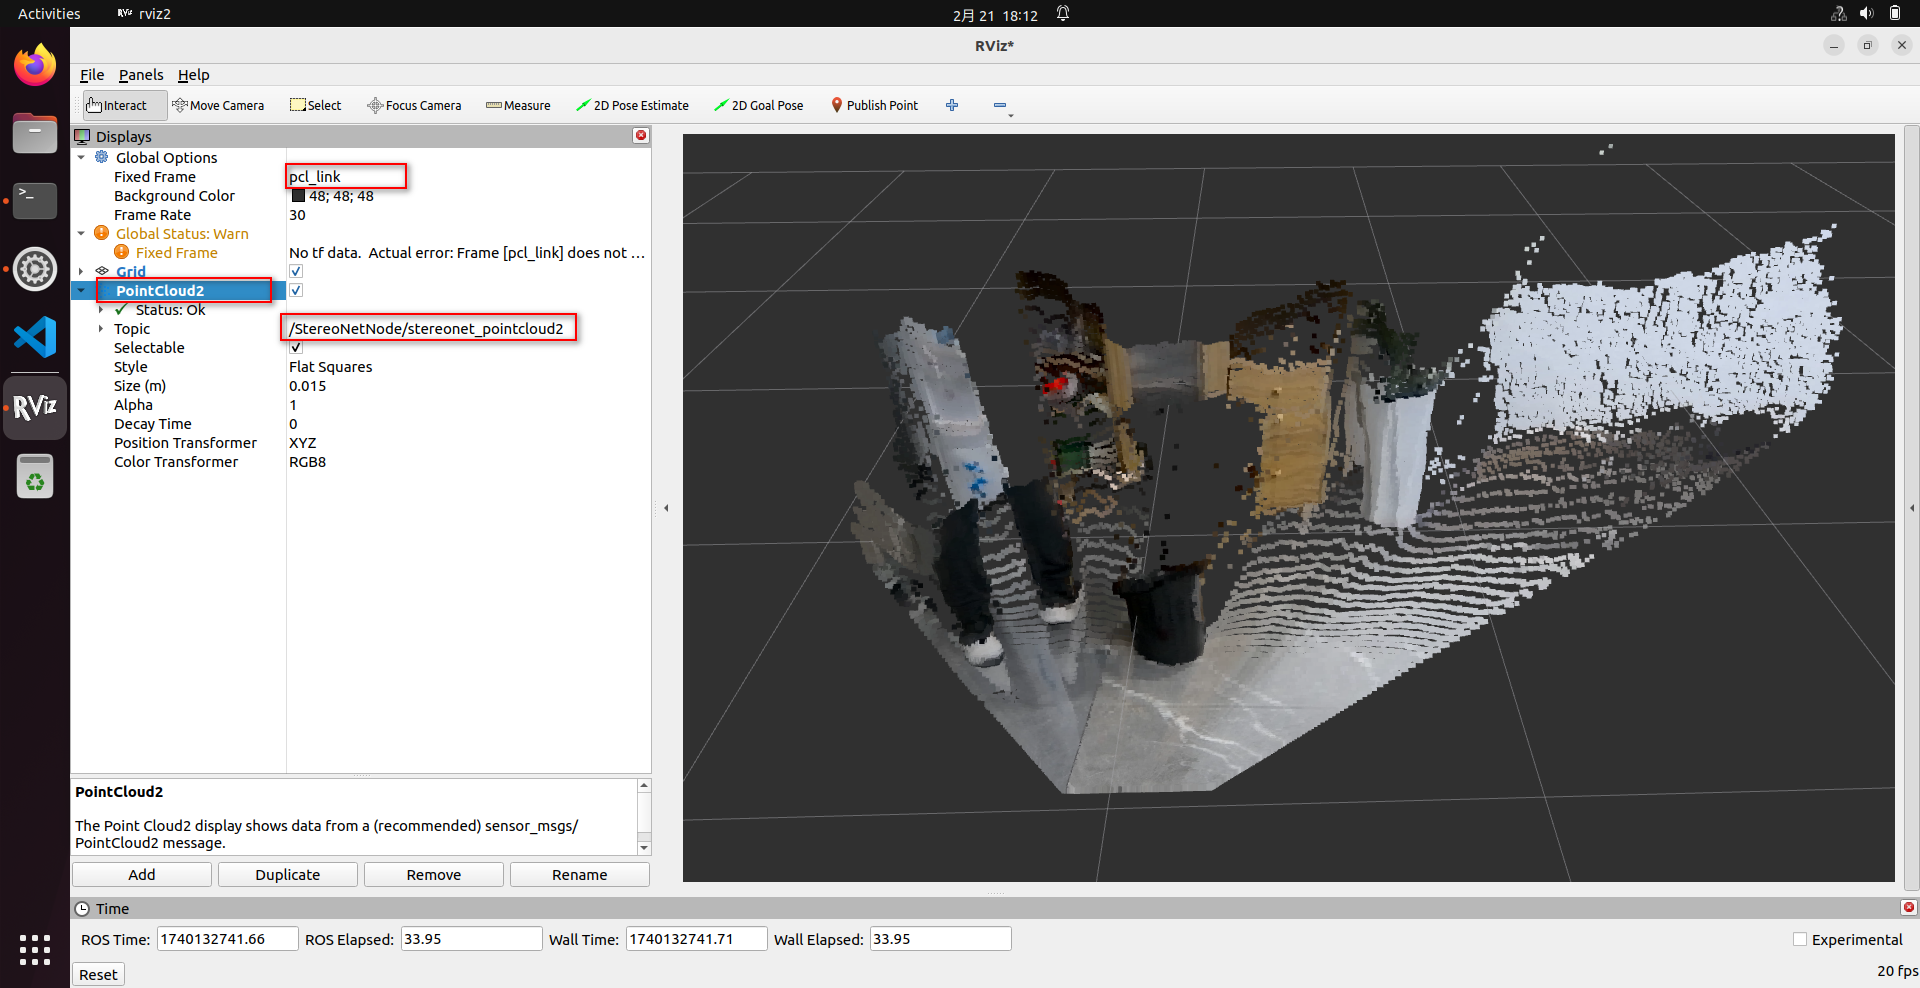 Activities
RViz rviz2
2月 21 18:12
RViz*
File Panels Help
Interact Move Camera Select Focus Camera Measure 2D Pose Estimate 2D Goal Pose Publish Point
Displays
Global Options
Fixed Frame pcl_link
Background Color 48; 48; 48
Frame Rate 30
Global Status: Warn
Fixed Frame No tf data. Actual error: Frame [pcl_link] does not ...
Grid
PointCloud2
Status: Ok
Topic /StereoNetNode/stereonet_pointcloud2
Selectable
Style Flat Squares
Size (m) 0.015
Alpha 1
Decay Time 0
Position Transformer XYZ
Color Transformer RGB8
RViz
PointCloud2
The Point Cloud2 display shows data from a (recommended) sensor_msgs/
PointCloud2 message.
Add Duplicate Remove Rename
Time
ROS Time: 1740132741.66 ROS Elapsed: 33.95 Wall Time: 1740132741.71 Wall Elapsed: 33.95 Experimental
Reset 20 fps